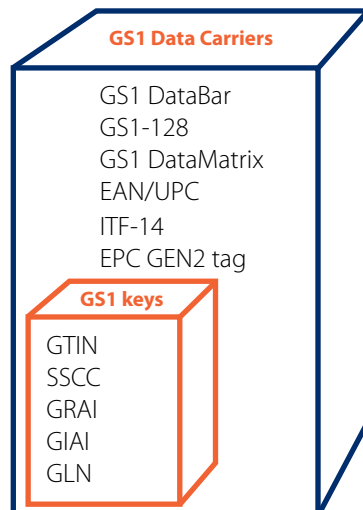 GS1 Data Carriers
GS1 DataBar
GS1-128
GS1 DataMatrix
EAN/UPC
ITF-14
EPC GEN2 tag
GS1 keys
GTIN
SSCC
GRAI
GIAI
GLN